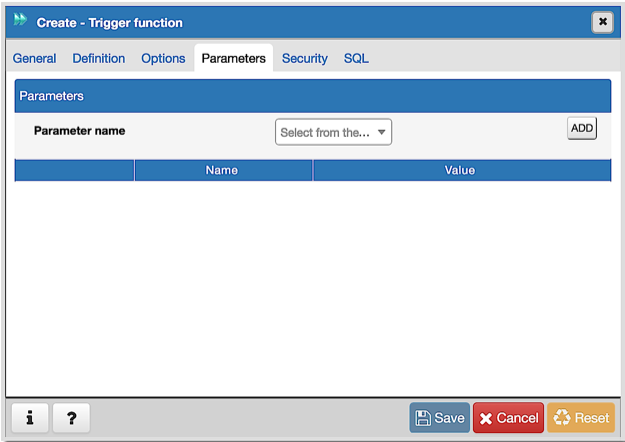 Create - Trigger function
General Definition Options Parameters Security SQL
Parameters
Parameter name Select from the... ADD
Name Value
i ? Save Cancel Reset